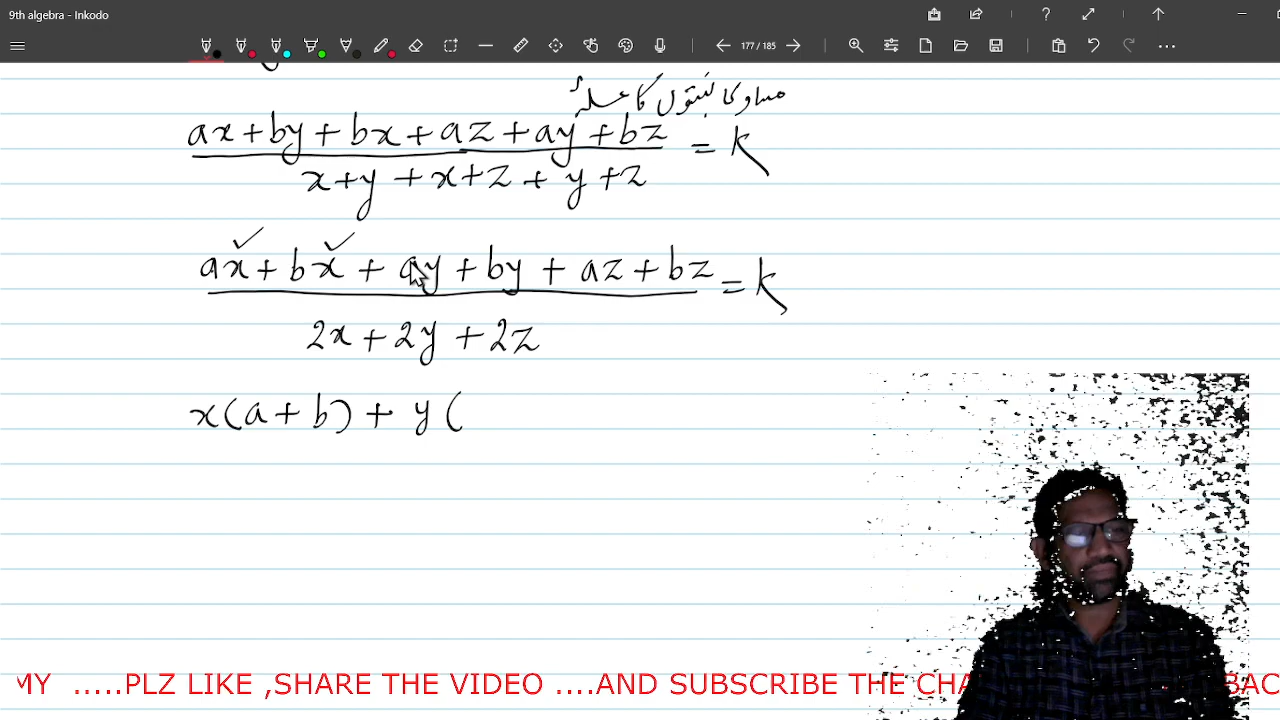 9th algebra - Inkodo
177 / 185
مساوی نسبتوں کا عمل
ax + by + bx + az + ay + bz = k
x + y + x + z + y + z
ax + bx + ay + by + az + bz = k
2x + 2y + 2z
x(a + b) + y (
MY .....PLZ LIKE ,SHARE THE VIDEO ....AND SUBSCRIBE THE CHA